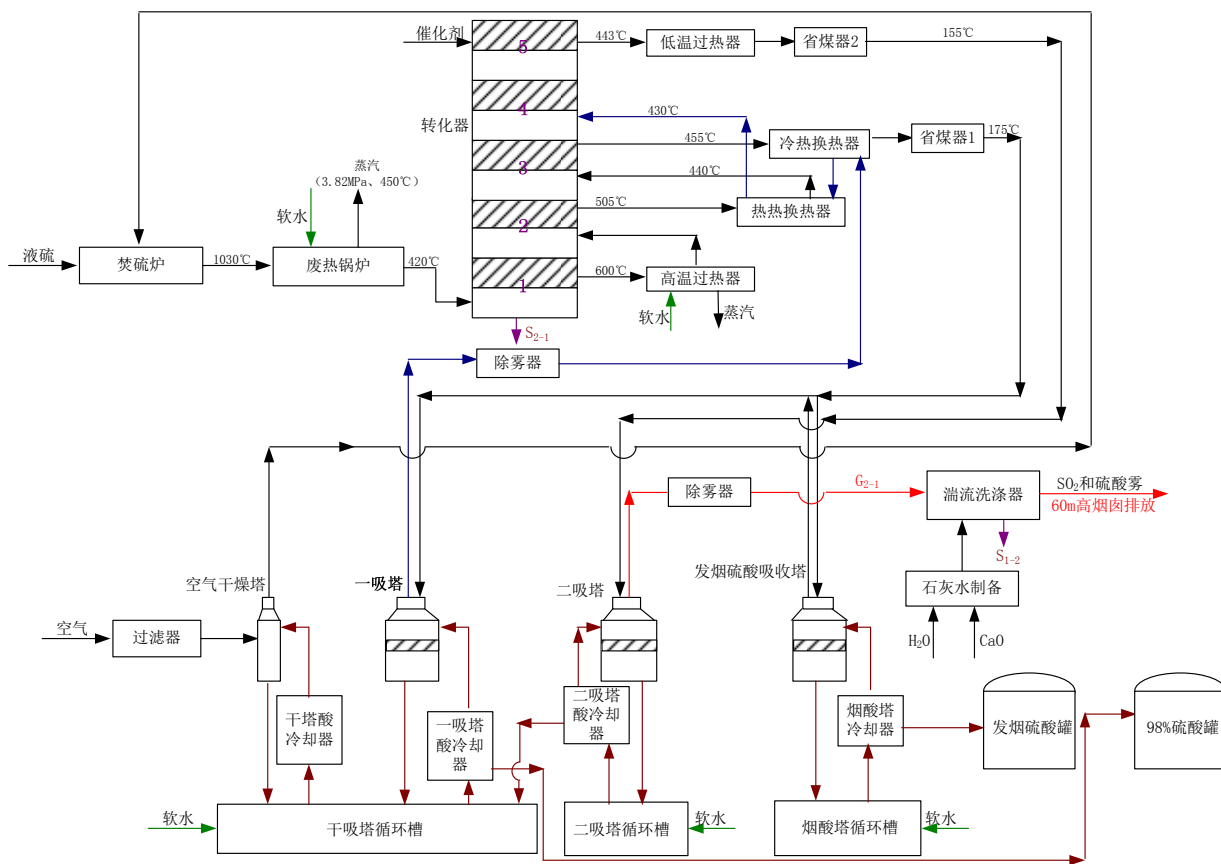 催化剂
5
443℃
低温过热器
省煤器2
155℃
4
430℃
转化器
455℃
冷热换热器
省煤器1
175℃
3
440℃
蒸汽
（3.82MPa、450℃）
505℃
热热换热器
软水
2
液硫
焚硫炉
1030℃
废热锅炉
420℃
1
600℃
高温过热器
软水
蒸汽
S2-1
除雾器
除雾器
G2-1
湍流洗涤器
SO2和硫酸雾
60m高烟囱排放
S1-2
空气干燥塔
一吸塔
二吸塔
发烟硫酸吸收塔
石灰水制备
空气
过滤器
H2O
CaO
干塔酸
冷却器
一吸塔
酸冷却
器
二吸塔
酸冷却
器
烟酸塔
冷却器
发烟硫酸罐
98%硫酸罐
软水
干吸塔循环槽
二吸塔循环槽
软水
烟酸塔循环槽
软水